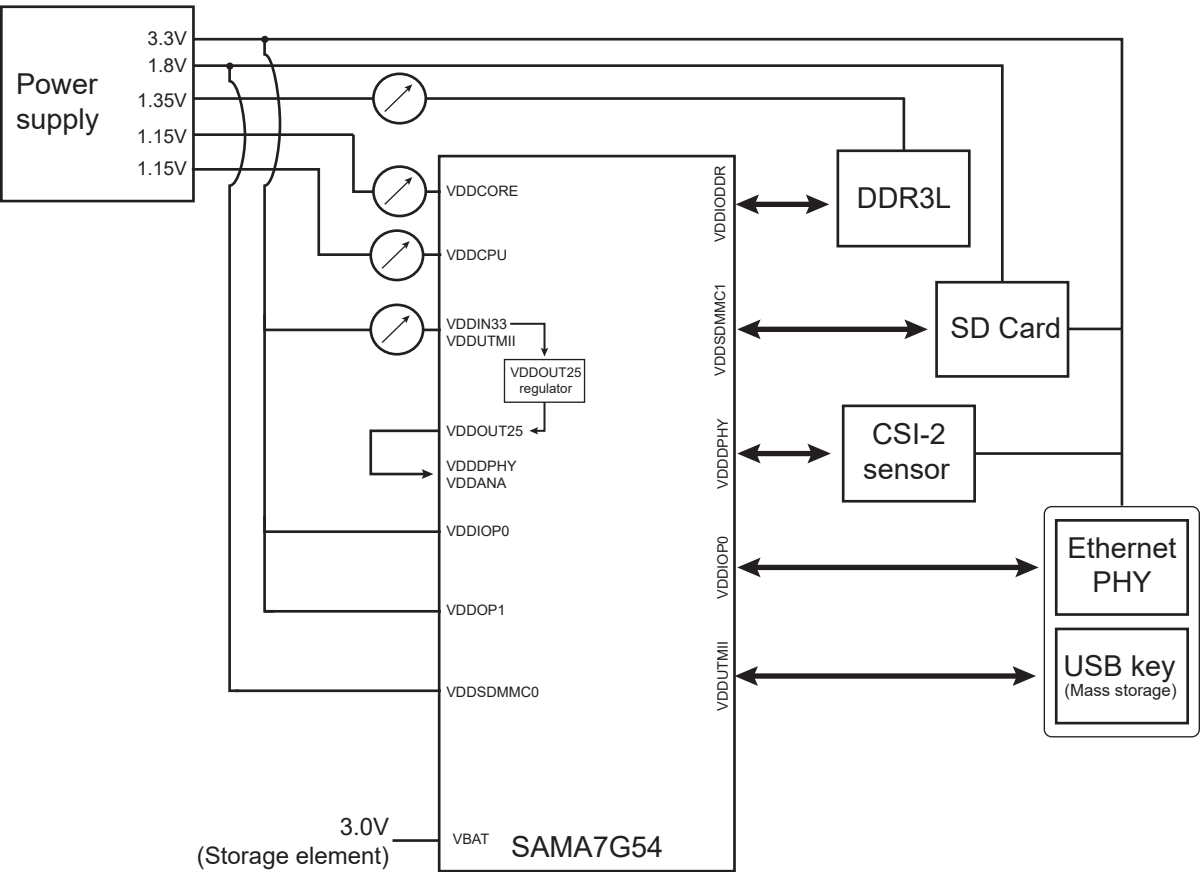 Power
supply
3.3V
1.8V
1.35V
1.15V
1.15V
VDDCORE
VDDCPU
VDDIN33
VDDUTMII
VDDOUT25
regulator
VDDOUT25
VDDDPHY
VDDANA
VDDIOP0
VDDOP1
VDDSDMMC0
3.0V
(Storage element)
VBAT
SAMA7G54
VDDIODDR
VDDSDMMC1
VDDDPHY
VDDIOP0
VDDUTMII
DDR3L
SD Card
CSI-2
sensor
Ethernet
PHY
USB key
(Mass storage)